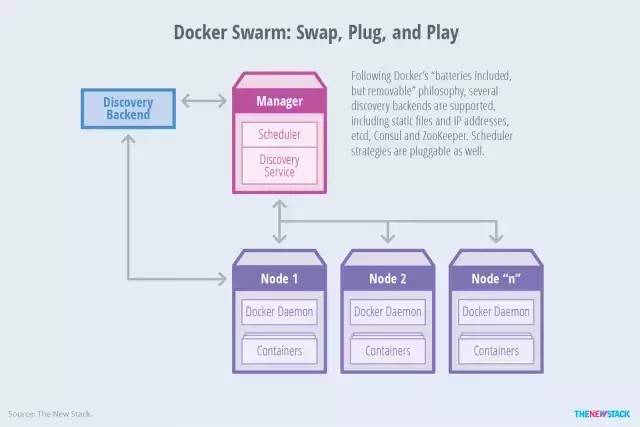 Docker Swarm: Swap, Plug, and Play
Following Docker's “batteries included,
but removable” philosophy, several
discovery backends are supported,
including static files and IP addresses,
etcd, Consul and ZooKeeper. Scheduler
strategies are pluggable as well.
Discovery
Backend
Manager
Scheduler
Discovery
Service
Node 1
Docker Daemon
Containers
Node 2
Docker Daemon
Containers
Node “n”
Docker Daemon
Containers
Source: The New Stack.
THENEWSTACK